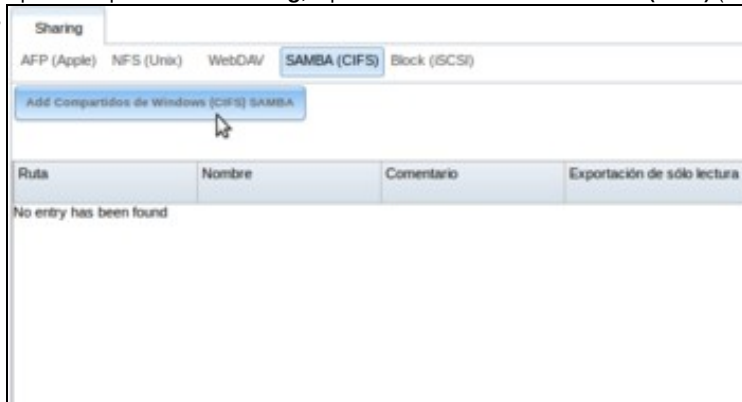 Sharing
AFP (Apple) NFS (Unix) WebDAV SAMBA (CIFS) Block (iSCSI)
Add Compartidos de Windows (CIFS) SAMBA
Ruta Nombre Comentario Exportación de sólo lectura
No entry has been found